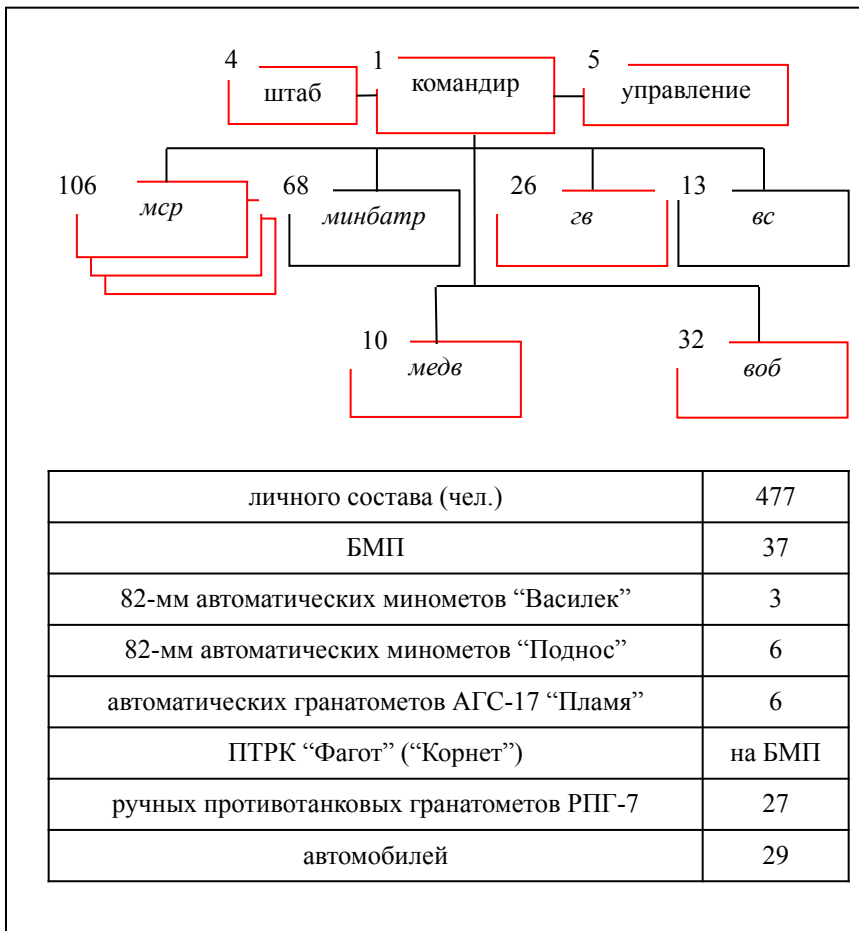 4 1 5
штаб командир управление
106 68 26 13
мср минбатр гв вс
10 32
медв воб
личного состава (чел.) 477
БМП 37
82-мм автоматических минометов “Василек” 3
82-мм автоматических минометов “Поднос” 6
автоматических гранатометов АГС-17 “Пламя” 6
ПТРК “Фагот” (“Корнет”) на БМП
ручных противотанковых гранатометов РПГ-7 27
автомобилей 29